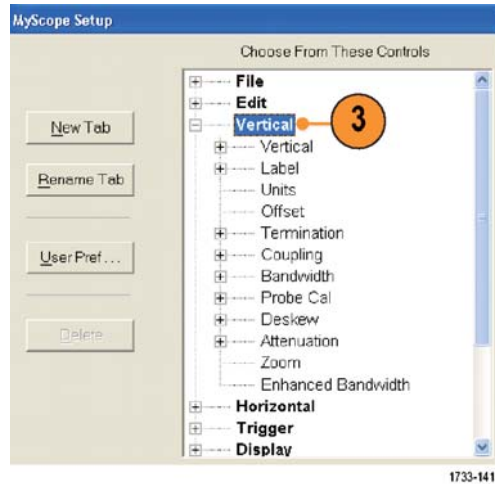 MyScope Setup
Choose From These Controls
File
Edit
Vertical
3
Vertical
Label
Units
Offset
Termination
Coupling
Bandwidth
Probe Cal
Deskew
Attenuation
Zoom
Enhanced Bandwidth
Horizontal
Trigger
Display
New Tab
Rename Tab
User Pref...
Delete
1733-141